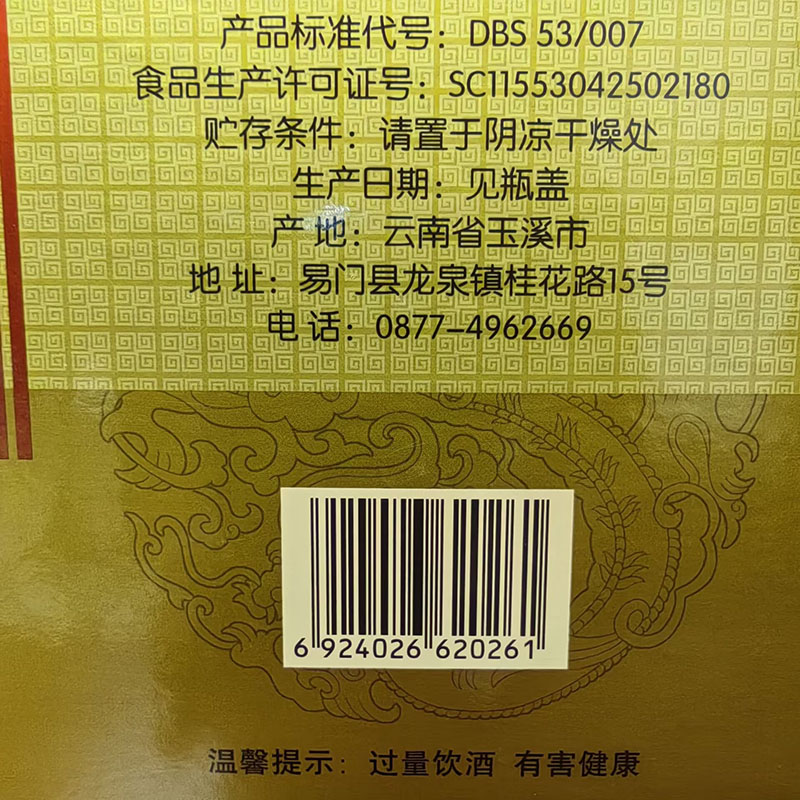 产品标准代号：DBS 53/007
食品生产许可证号：SC11553042502180
贮存条件：请置于阴凉干燥处
生产日期：见瓶盖
产 地：云南省玉溪市
地 址：易门县龙泉镇桂花路15号
电 话：0877-4962669
6 924026 620261
温馨提示：过量饮酒 有害健康